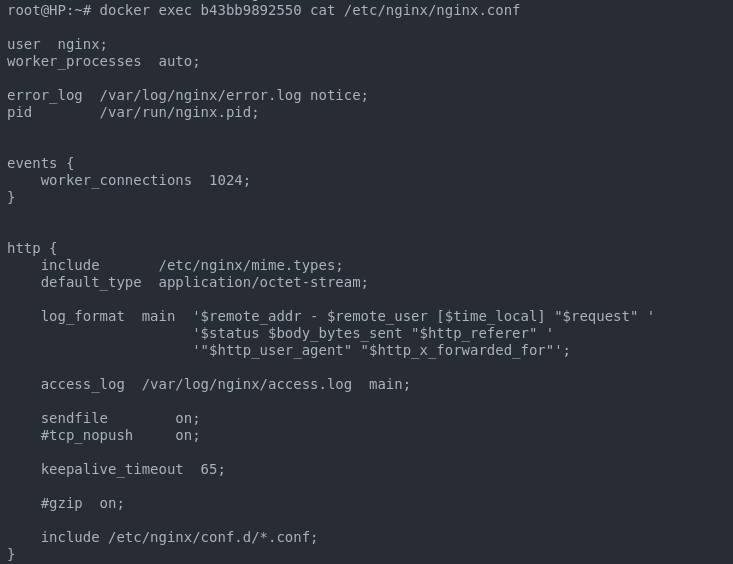 root@HP:~# docker exec b43bb9892550 cat /etc/nginx/nginx.conf

user  nginx;
worker_processes  auto;

error_log  /var/log/nginx/error.log notice;
pid        /var/run/nginx.pid;


events {
    worker_connections  1024;
}


http {
    include       /etc/nginx/mime.types;
    default_type  application/octet-stream;

    log_format  main  '$remote_addr - $remote_user [$time_local] "$request" '
                      '$status $body_bytes_sent "$http_referer" '
                      '"$http_user_agent" "$http_x_forwarded_for"';

    access_log  /var/log/nginx/access.log  main;

    sendfile        on;
    #tcp_nopush     on;

    keepalive_timeout  65;

    #gzip  on;

    include /etc/nginx/conf.d/*.conf;
}